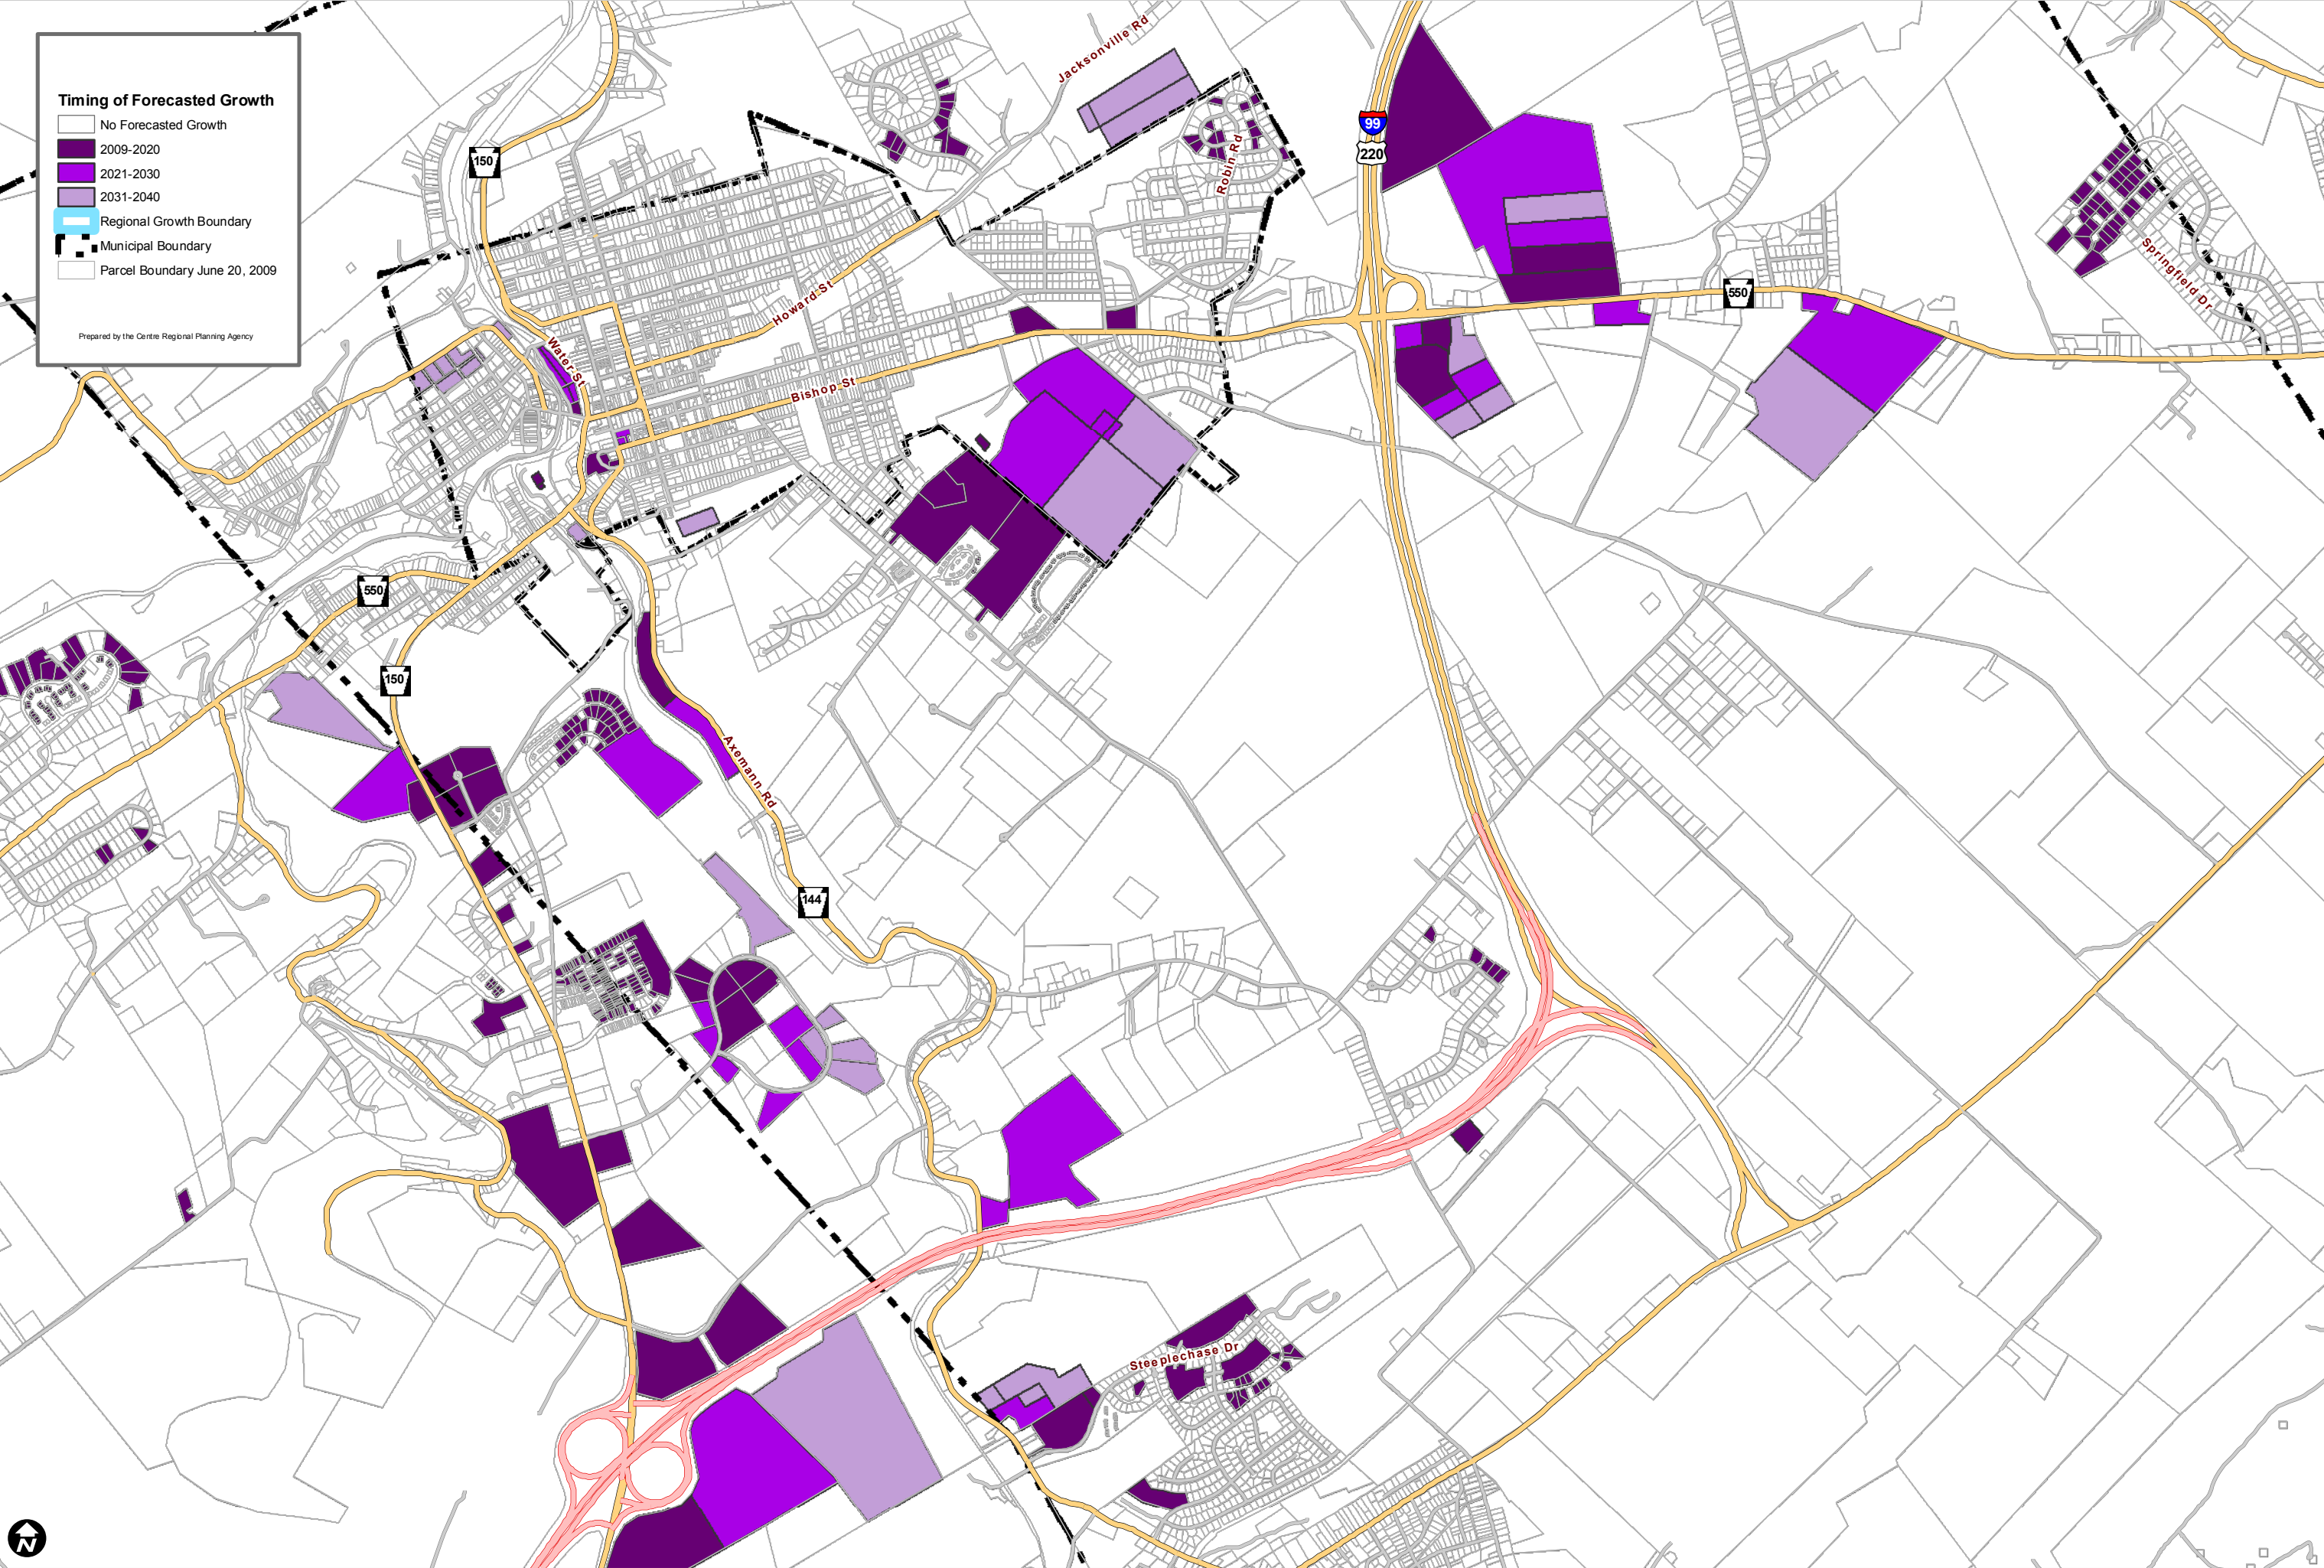 Timing of Forecasted Growth
No Forecasted Growth
2009-2020
2021-2030
2031-2040
Regional Growth Boundary
Municipal Boundary
Parcel Boundary June 20, 2009
Prepared by the Centre Regional Planning Agency
Jacksonville Rd
150
99
220
Robin Rd
Springfield Dr
550
Howard St
Water St
Bishop St
550
150
Axemann Rd
144
Steeplechase Dr
N